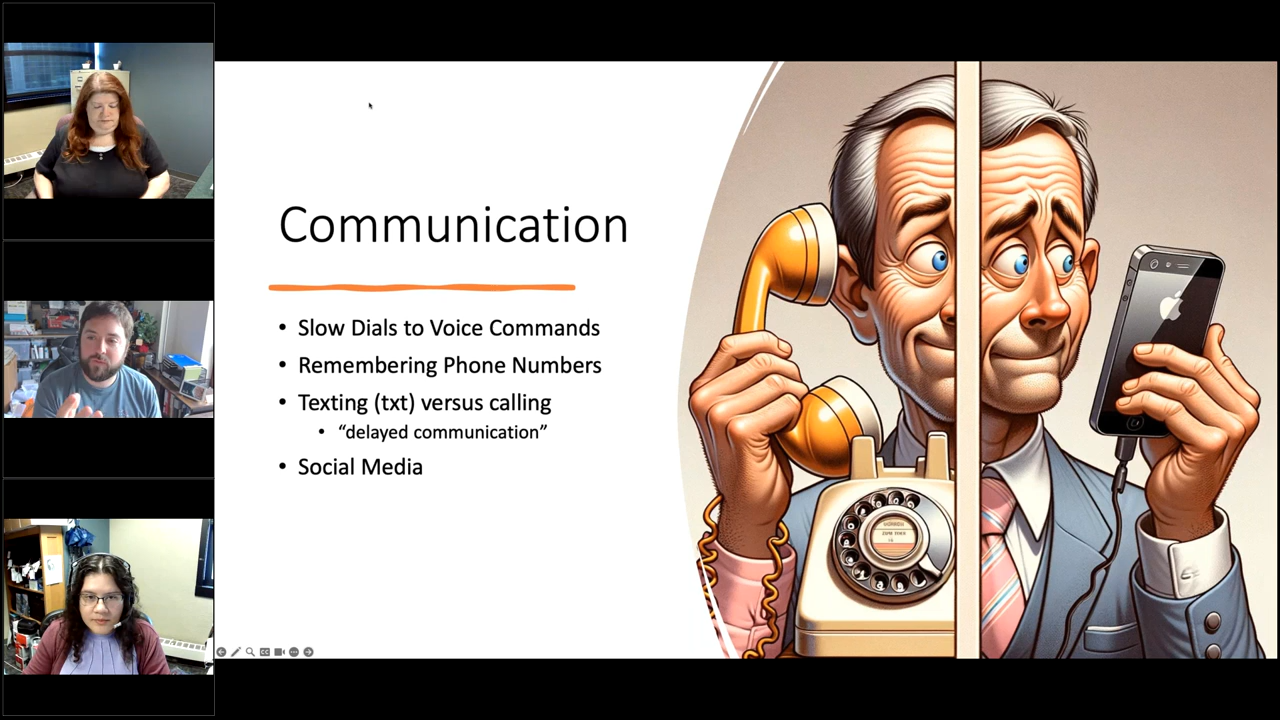 Communication
• Slow Dials to Voice Commands
• Remembering Phone Numbers
• Texting (txt) versus calling
• “delayed communication”
• Social Media